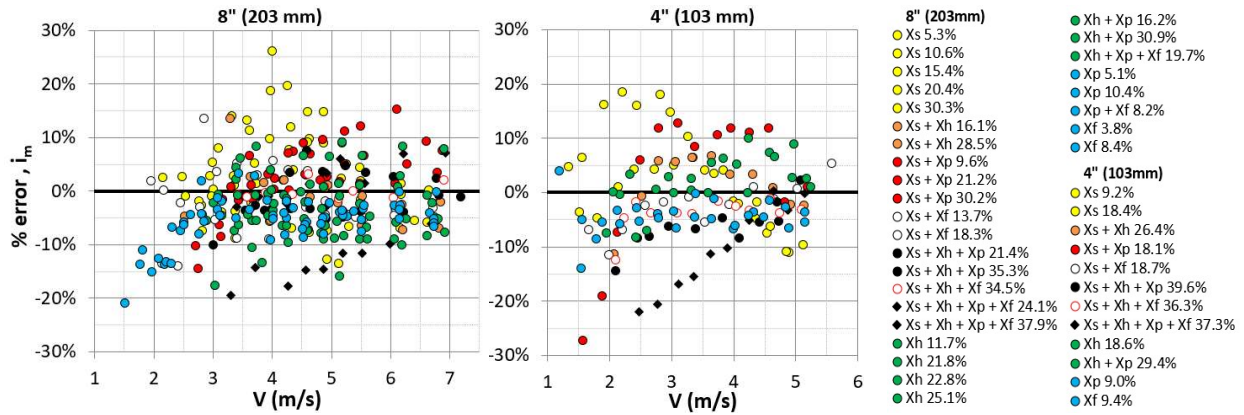 8" (203 mm)
30%
20%
10%
0%
-10%
-20%
-30%
% error , im
1 2 3 4 5 6 7
V (m/s)
4" (103 mm)
30%
20%
10%
0%
-10%
-20%
-30%
1 2 3 4 5 6
V (m/s)
8" (203mm)
Xs 5.3%
Xs 10.6%
Xs 15.4%
Xs 20.4%
Xs 30.3%
Xs + Xh 16.1%
Xs + Xh 28.5%
Xs + Xp 9.6%
Xs + Xp 21.2%
Xs + Xp 30.2%
Xs + Xf 13.7%
Xs + Xf 18.3%
Xs + Xh + Xp 21.4%
Xs + Xh + Xp 35.3%
Xs + Xh + Xf 34.5%
Xs + Xh + Xp + Xf 24.1%
Xs + Xh + Xp + Xf 37.9%
Xh 11.7%
Xh 21.8%
Xh 22.8%
Xh 25.1%
Xh + Xp 16.2%
Xh + Xp 30.9%
Xh + Xp + Xf 19.7%
Xp 5.1%
Xp 10.4%
Xp + Xf 8.2%
Xf 3.8%
Xf 8.4%
4" (103mm)
Xs 9.2%
Xs 18.4%
Xs + Xh 26.4%
Xs + Xp 18.1%
Xs + Xf 18.7%
Xs + Xh + Xp 39.6%
Xs + Xh + Xf 36.3%
Xs + Xh + Xp + Xf 37.3%
Xh 18.6%
Xh + Xp 29.4%
Xp 9.0%
Xf 9.4%